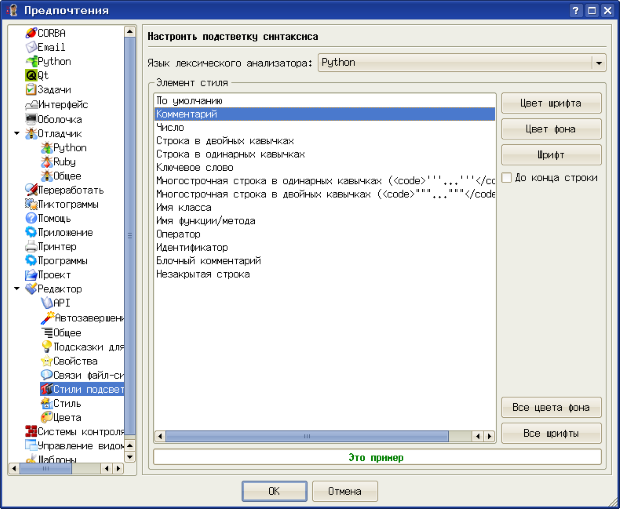 Предпочтения
CORBA
Email
Python
Qt
Задачи
Интерфейс
Оболочка
Отладчик
Python
Ruby
Общее
Переработать
Пиктограммы
Помощь
Приложение
Принтер
Программы
Проект
Редактор
API
Автозавершени
Общее
Подсказки для
Свойства
Связи файл-си
Стили подсвет
Стиль
Цвета
Системы контроля
Управление видом
Шаблоны
Настроить подстветку синтаксиса
Язык лексического анализатора: Python
Элемент стиля
По умолчанию
Комментарий
Число
Строка в двойных кавычках
Строка в одинарных кавычках
Ключевое слово
Многострочная строка в одинарных кавычках (<code>'''...'''</co
Многострочная строка в двойных кавычках (<code>"""..."""</code
Имя класса
Имя функции/метода
Оператор
Идентификатор
Блочный комментарий
Незакрытая строка
Цвет шрифта
Цвет фона
Шрифт
До конца строки
Все цвета фона
Все шрифты
Это пример
OK
Отмена